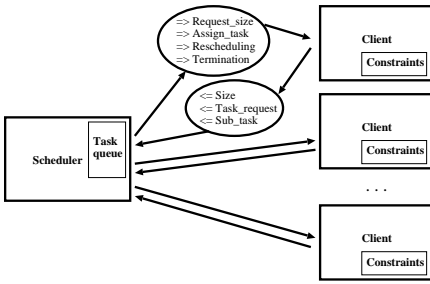 => Request_size
=> Assign_task
=> Rescheduling
=> Termination
Client
Constraints
<= Size
<= Task_request
<= Sub_task
Client
Constraints
Task
queue
Scheduler
. . .
Client
Constraints